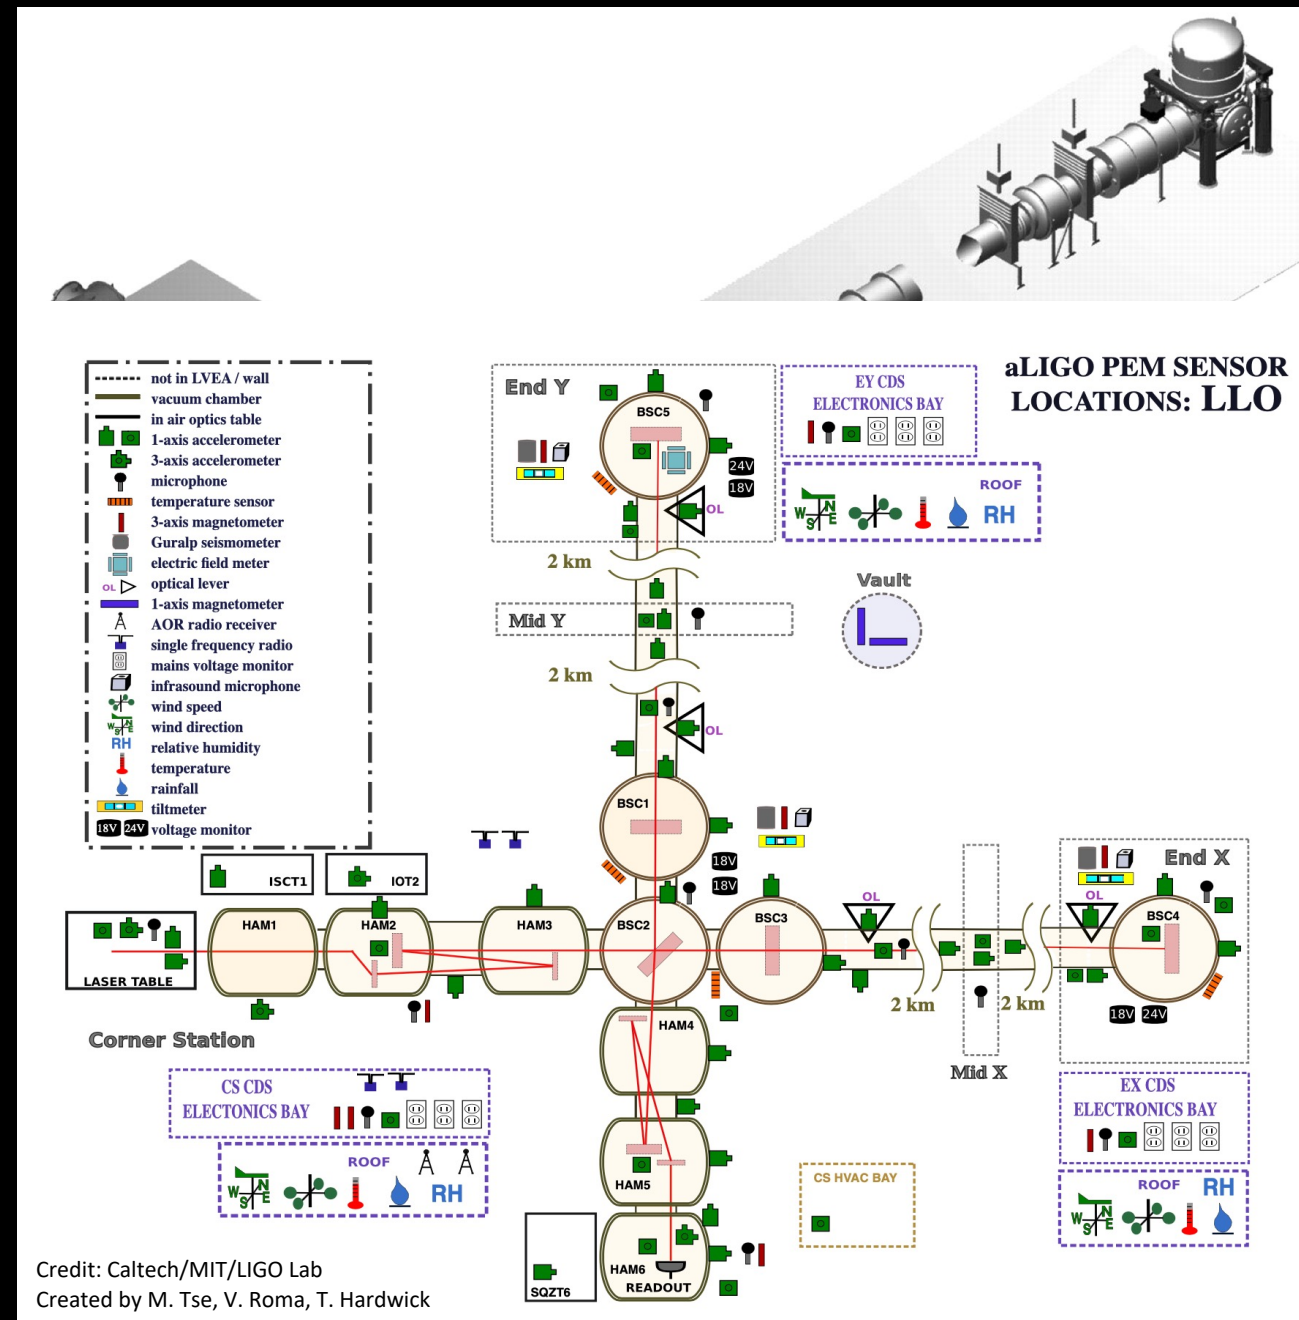 aLIGO PEM SENSOR
LOCATIONS: LLO
not in LVEA / wall
vacuum chamber
in air optics table
1-axis accelerometer
3-axis accelerometer
microphone
temperature sensor
3-axis magnetometer
Guralp seismometer
electric field meter
OL optical lever
1-axis magnetometer
AOR radio receiver
single frequency radio
mains voltage monitor
infrasound microphone
wind speed
W S N E wind direction
RH relative humidity
temperature
rainfall
tiltmeter
18V 24V voltage monitor
End Y
BSC5
24V
18V
OL
EY CDS
ELECTRONICS BAY
ROOF
W S N E
RH
2 km
Mid Y
2 km
Vault
OL
BSC1
18V
18V
ISCT1
IOT2
LASER TABLE
HAM1
HAM2
HAM3
BSC2
BSC3
OL
2 km
Mid X
2 km
End X
OL
BSC4
18V 24V
Corner Station
HAM4
HAM5
HAM6
READOUT
SQZT6
CS CDS
ELECTONICS BAY
ROOF
W S N E
RH
CS HVAC BAY
EX CDS
ELECTRONICS BAY
ROOF
RH
W S N E
Credit: Caltech/MIT/LIGO Lab
Created by M. Tse, V. Roma, T. Hardwick